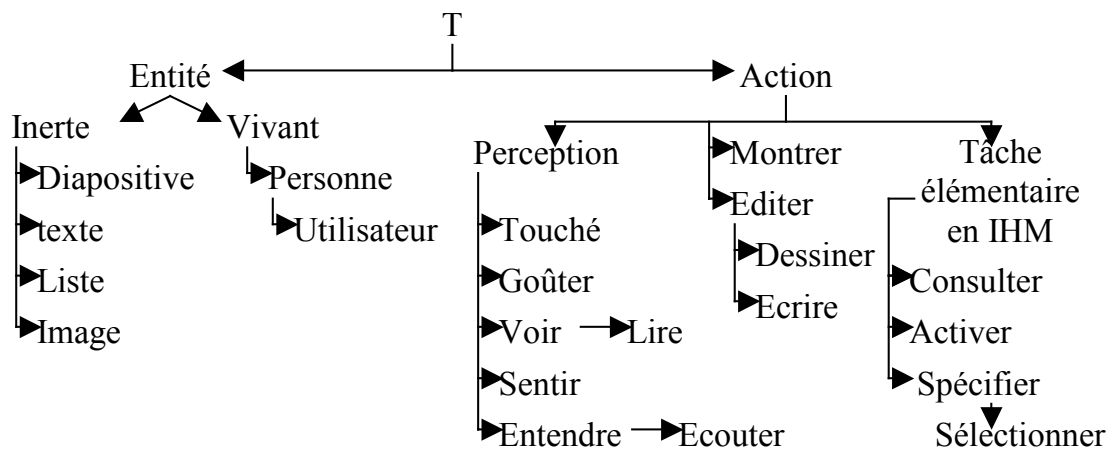 T
Entité
Action
Inerte
Vivant
Diapositive
texte
Liste
Image
Personne
Utilisateur
Perception
Touché
Goûter
Voir
Lire
Sentir
Entendre
Ecouter
Montrer
Editer
Dessiner
Ecrire
Tâche
élémentaire
en IHM
Consulter
Activer
Spécifier
Sélectionner